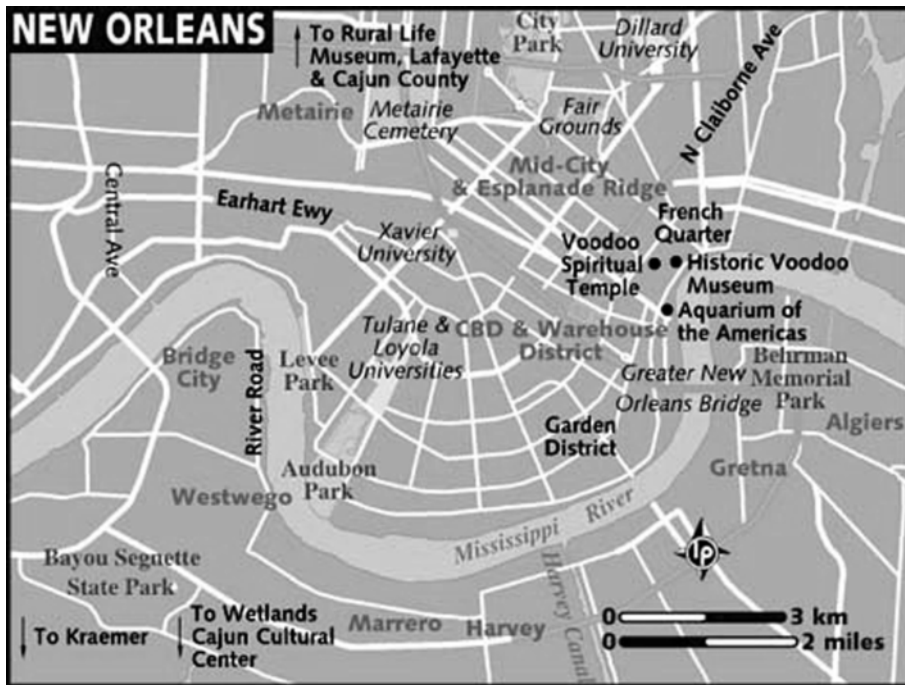 NEW ORLEANS
To Rural Life
Museum, Lafayette
& Cajun County
City
Park
Dillard
University
N Claiborne Ave
Metairie
Metairie
Cemetery
Fair
Grounds
Mid-City
& Esplanade Ridge
Central Ave
Earhart Ewy
Xavier
University
French
Quarter
Voodoo
Spiritual
Temple
Historic Voodoo
Museum
Aquarium of
the Americas
Tulane &
Loyola
Universities
CBD & Warehouse
District
Bridge
City
River Road
Levee
Park
Greater New
Orleans Bridge
Behrman
Memorial
Park
Algiers
Garden
District
Gretna
Audubon
Park
Westwego
Mississippi River
Harvey Canal
Bayou Segnette
State Park
lp
To Kraemer
To Wetlands
Cajun Cultural
Center
Marrero
Harvey
0 3 km
0 2 miles